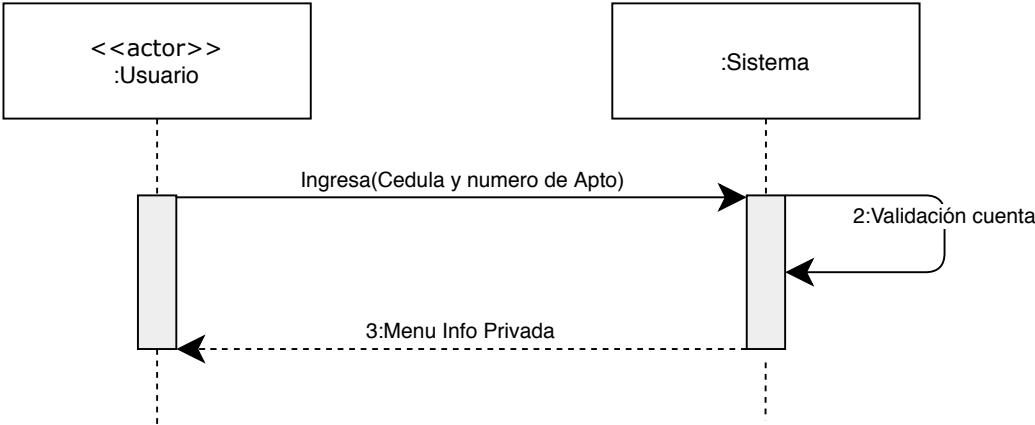 <<actor>>
:Usuario
:Sistema
Ingresa(Cedula y numero de Apto)
2:Validación cuenta
3:Menu Info Privada